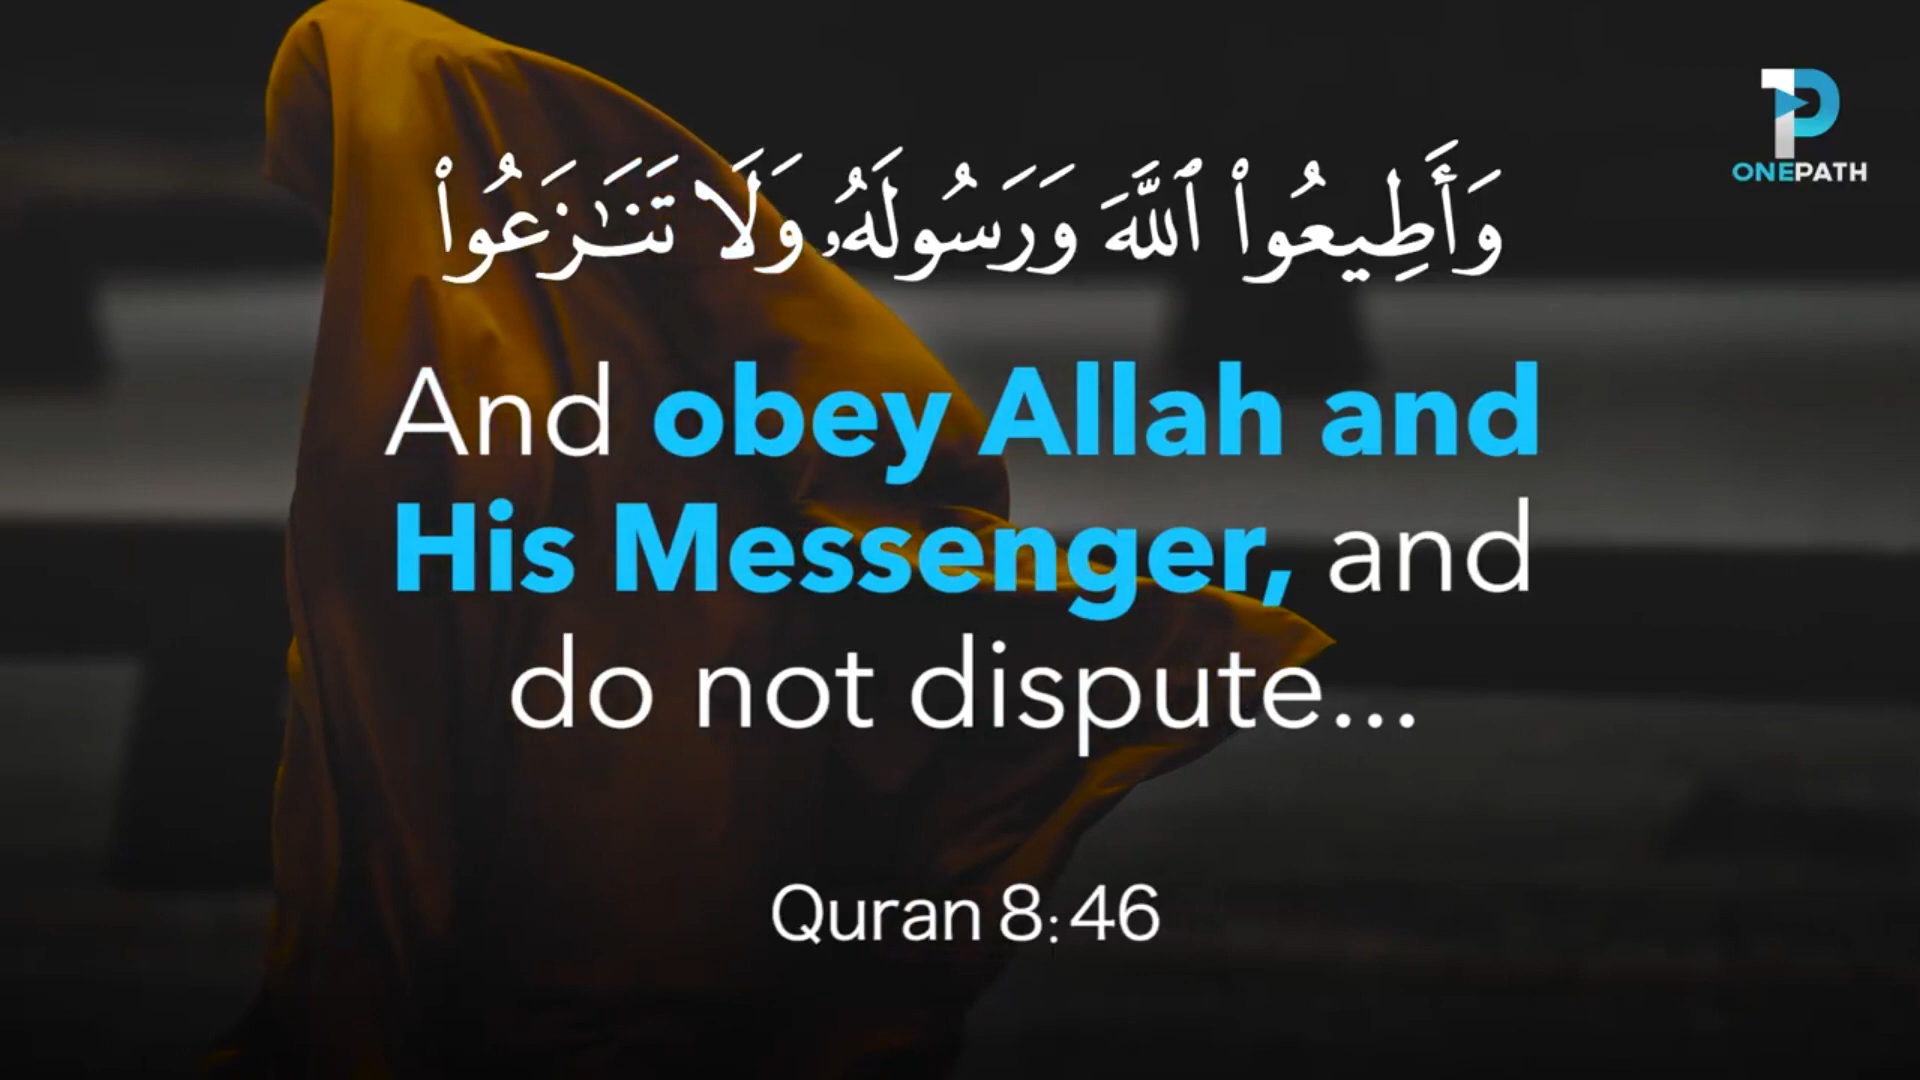 وَأَطِيعُوا۟ ٱللَّهَ وَرَسُولَهُۥ وَلَا تَنَـٰزَعُوا۟
And obey Allah and
His Messenger, and
do not dispute...
Quran 8:46
1P
ONEPATH